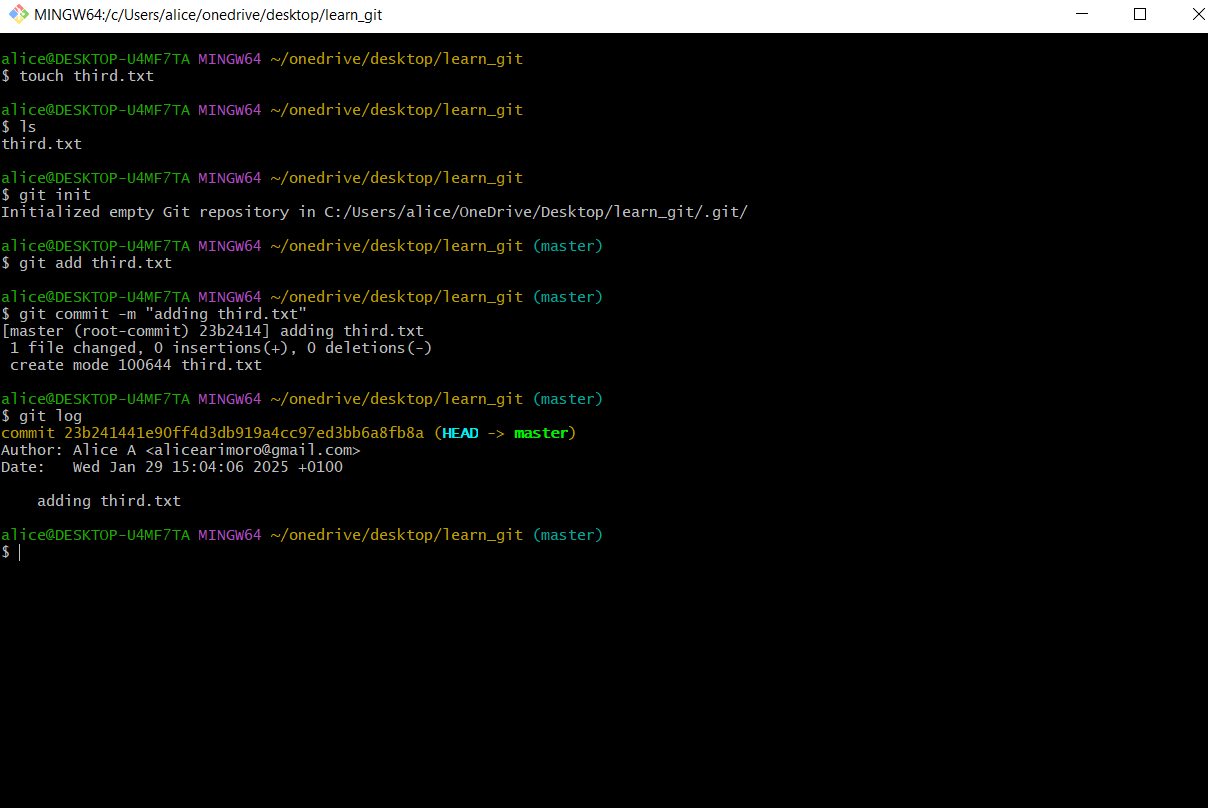 MINGW64:/c/Users/alice/onedrive/desktop/learn_git
alice@DESKTOP-U4MF7TA MINGW64 ~/onedrive/desktop/learn_git
$ touch third.txt
alice@DESKTOP-U4MF7TA MINGW64 ~/onedrive/desktop/learn_git
$ ls
third.txt
alice@DESKTOP-U4MF7TA MINGW64 ~/onedrive/desktop/learn_git
$ git init
Initialized empty Git repository in C:/Users/alice/OneDrive/Desktop/learn_git/.git/
alice@DESKTOP-U4MF7TA MINGW64 ~/onedrive/desktop/learn_git (master)
$ git add third.txt
alice@DESKTOP-U4MF7TA MINGW64 ~/onedrive/desktop/learn_git (master)
$ git commit -m "adding third.txt"
[master (root-commit) 23b2414] adding third.txt
 1 file changed, 0 insertions(+), 0 deletions(-)
 create mode 100644 third.txt
alice@DESKTOP-U4MF7TA MINGW64 ~/onedrive/desktop/learn_git (master)
$ git log
commit 23b241441e90ff4d3db919a4cc97ed3bb6a8fb8a (HEAD -> master)
Author: Alice A <alicearimoro@gmail.com>
Date:   Wed Jan 29 15:04:06 2025 +0100
    adding third.txt
alice@DESKTOP-U4MF7TA MINGW64 ~/onedrive/desktop/learn_git (master)
$